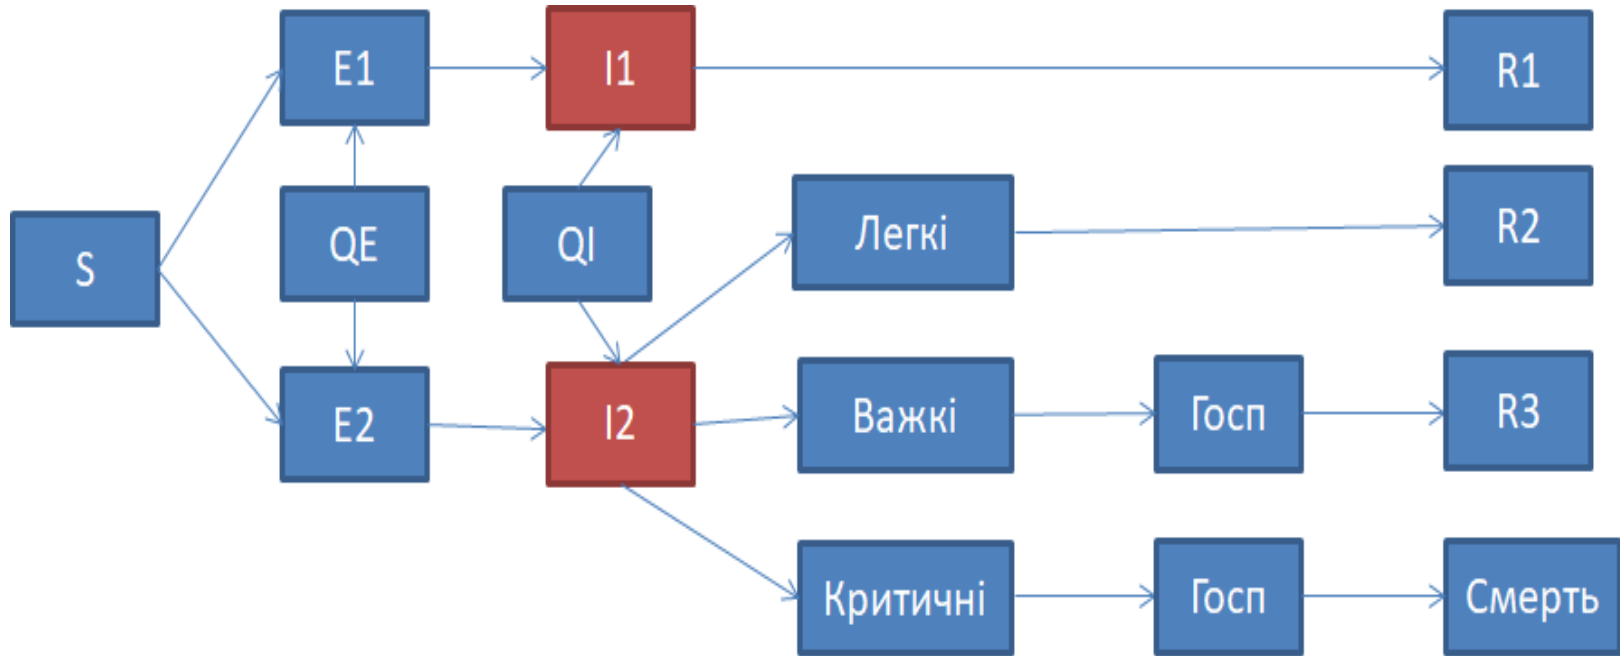 E1
I1
R1
S
QE
QI
Легкі
R2
E2
I2
Важкі
Госп
R3
Критичні
Госп
Смерть